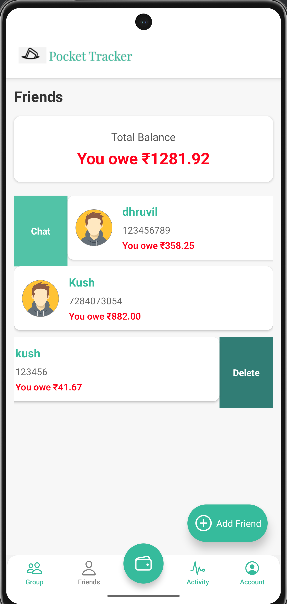 Pocket Tracker
Friends
Total Balance
You owe ₹1281.92
Chat
dhruvil
123456789
You owe ₹358.25
Kush
7284073054
You owe ₹882.00
kush
123456
You owe ₹41.67
Delete
Add Friend
Group
Friends
Activity
Account